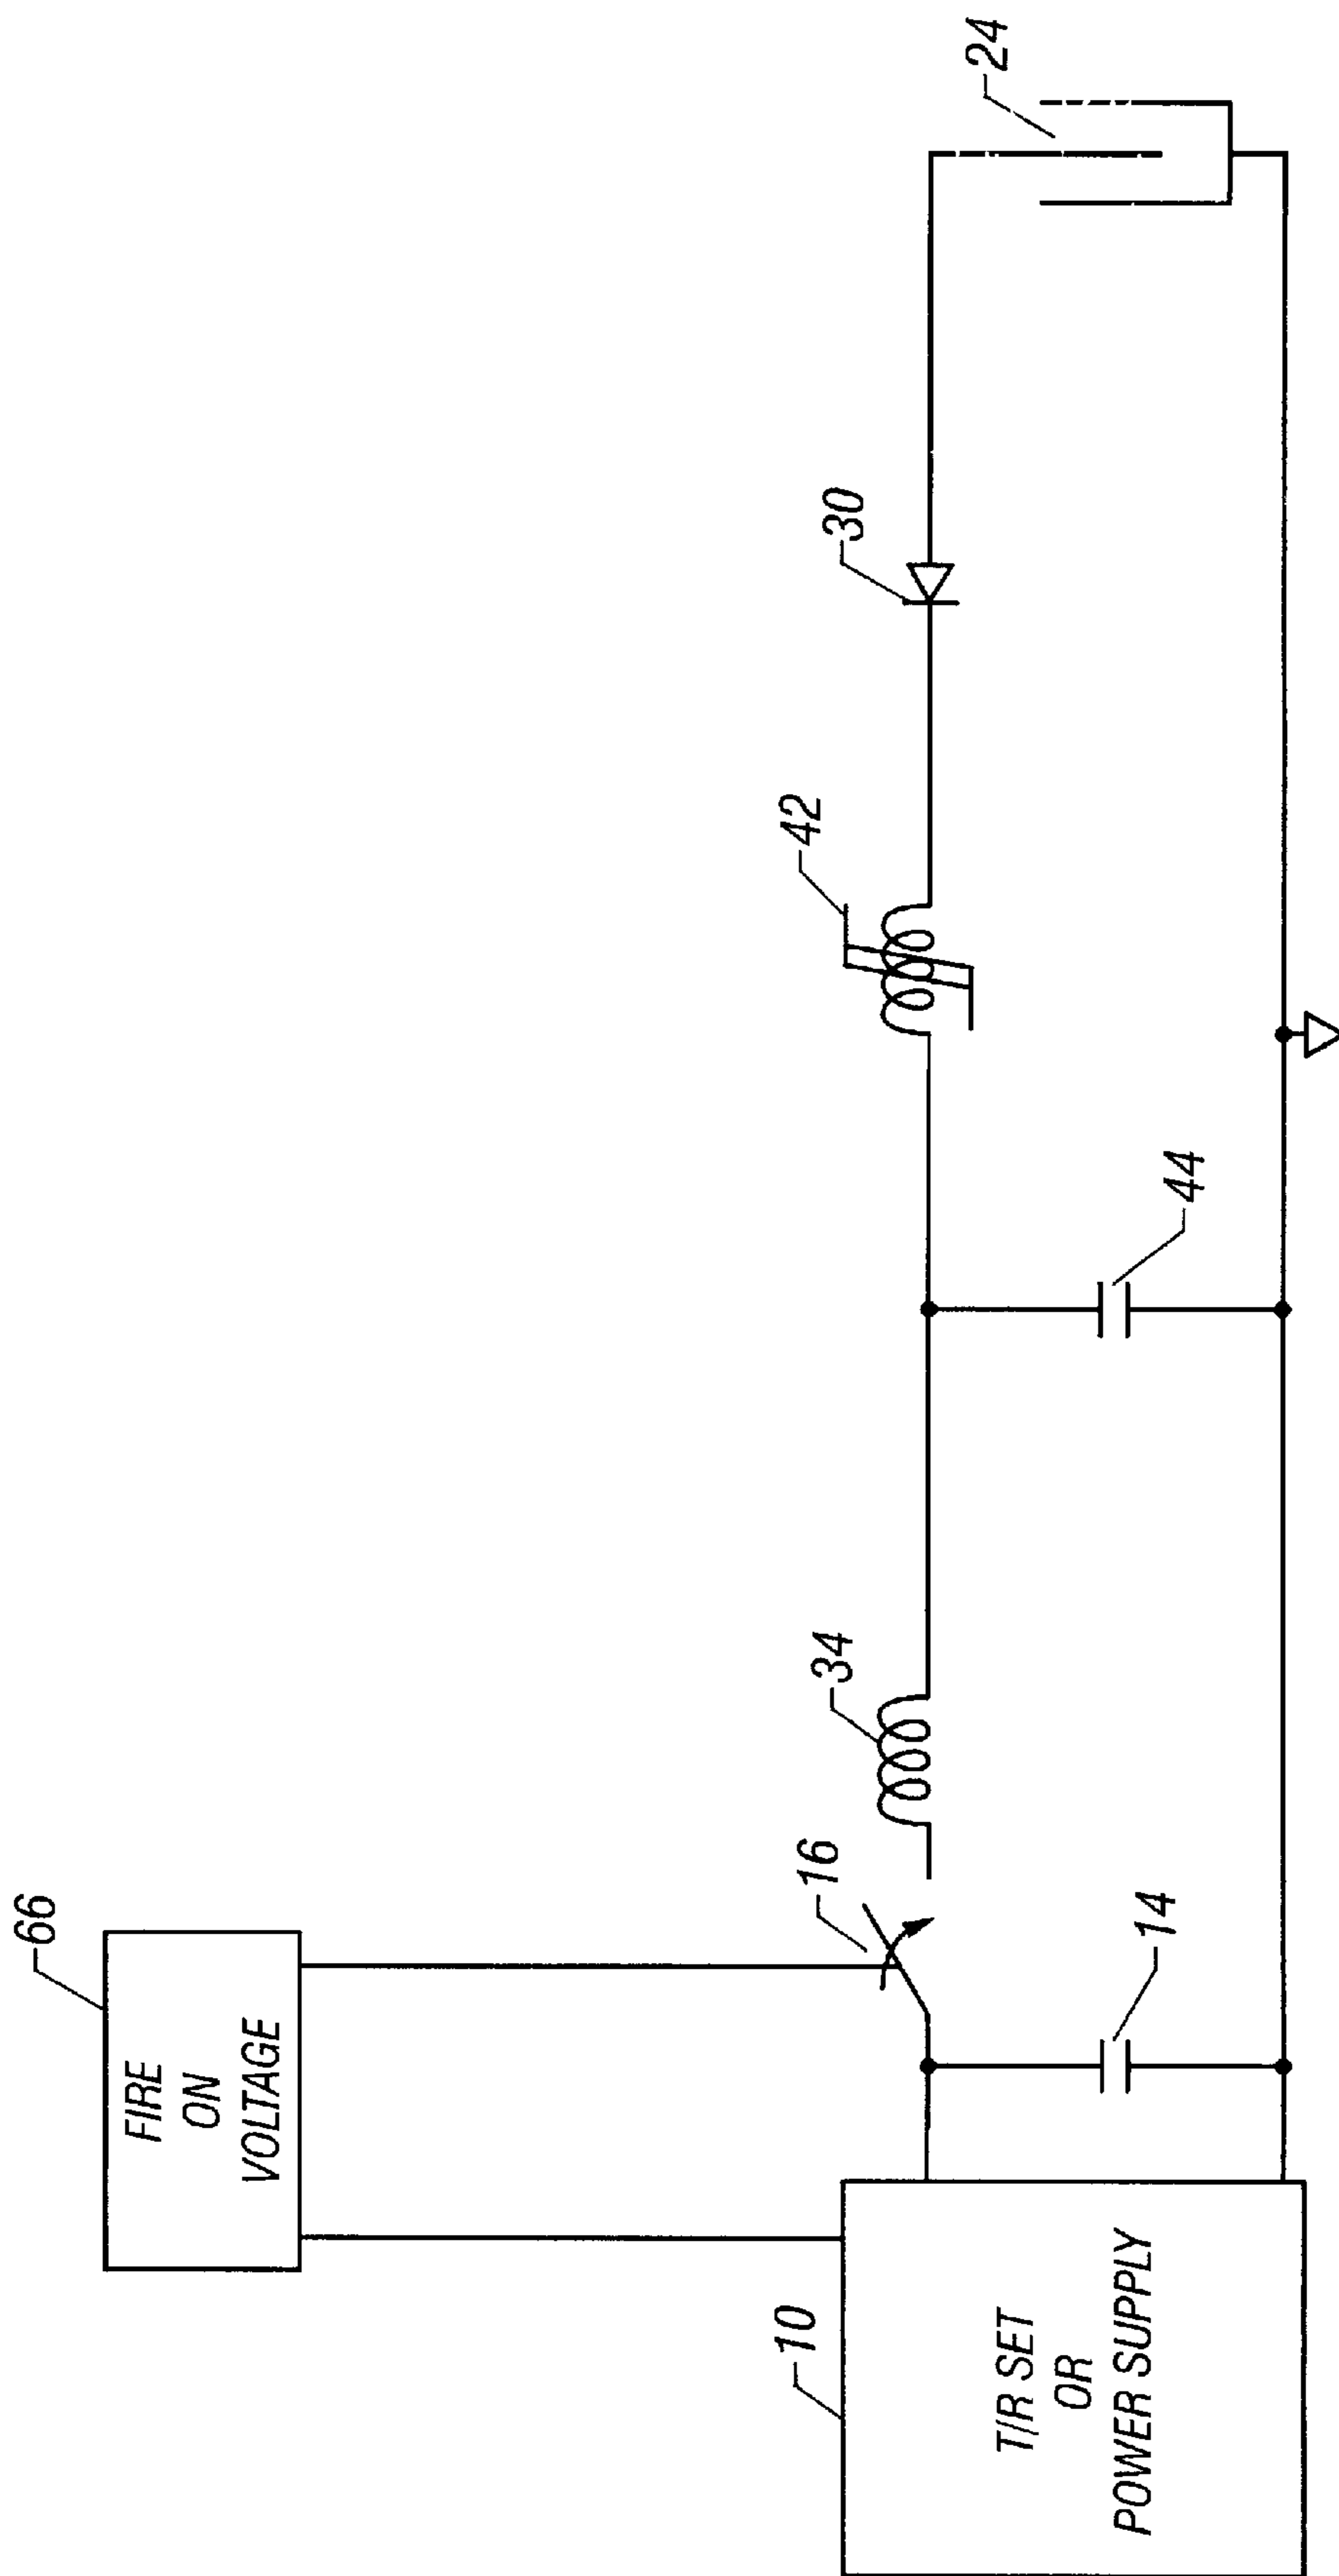 66
FIRE
ON
VOLTAGE
10
T/R SET
OR
POWER SUPPLY
16
14
34
44
42
30
24